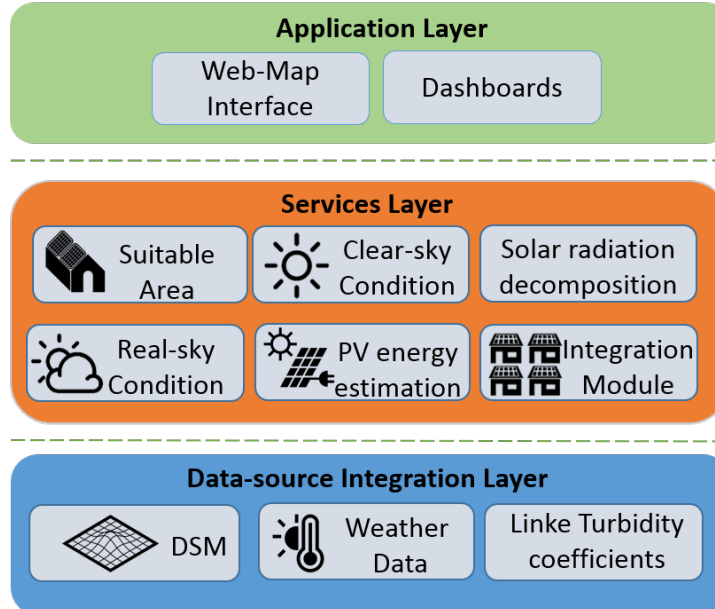 Application Layer
Web-Map
Interface
Dashboards
Services Layer
Suitable
Area
Clear-sky
Condition
Solar radiation
decomposition
Real-sky
Condition
PV energy
estimation
Integration
Module
Data-source Integration Layer
DSM
Weather
Data
Linke Turbidity
coefficients